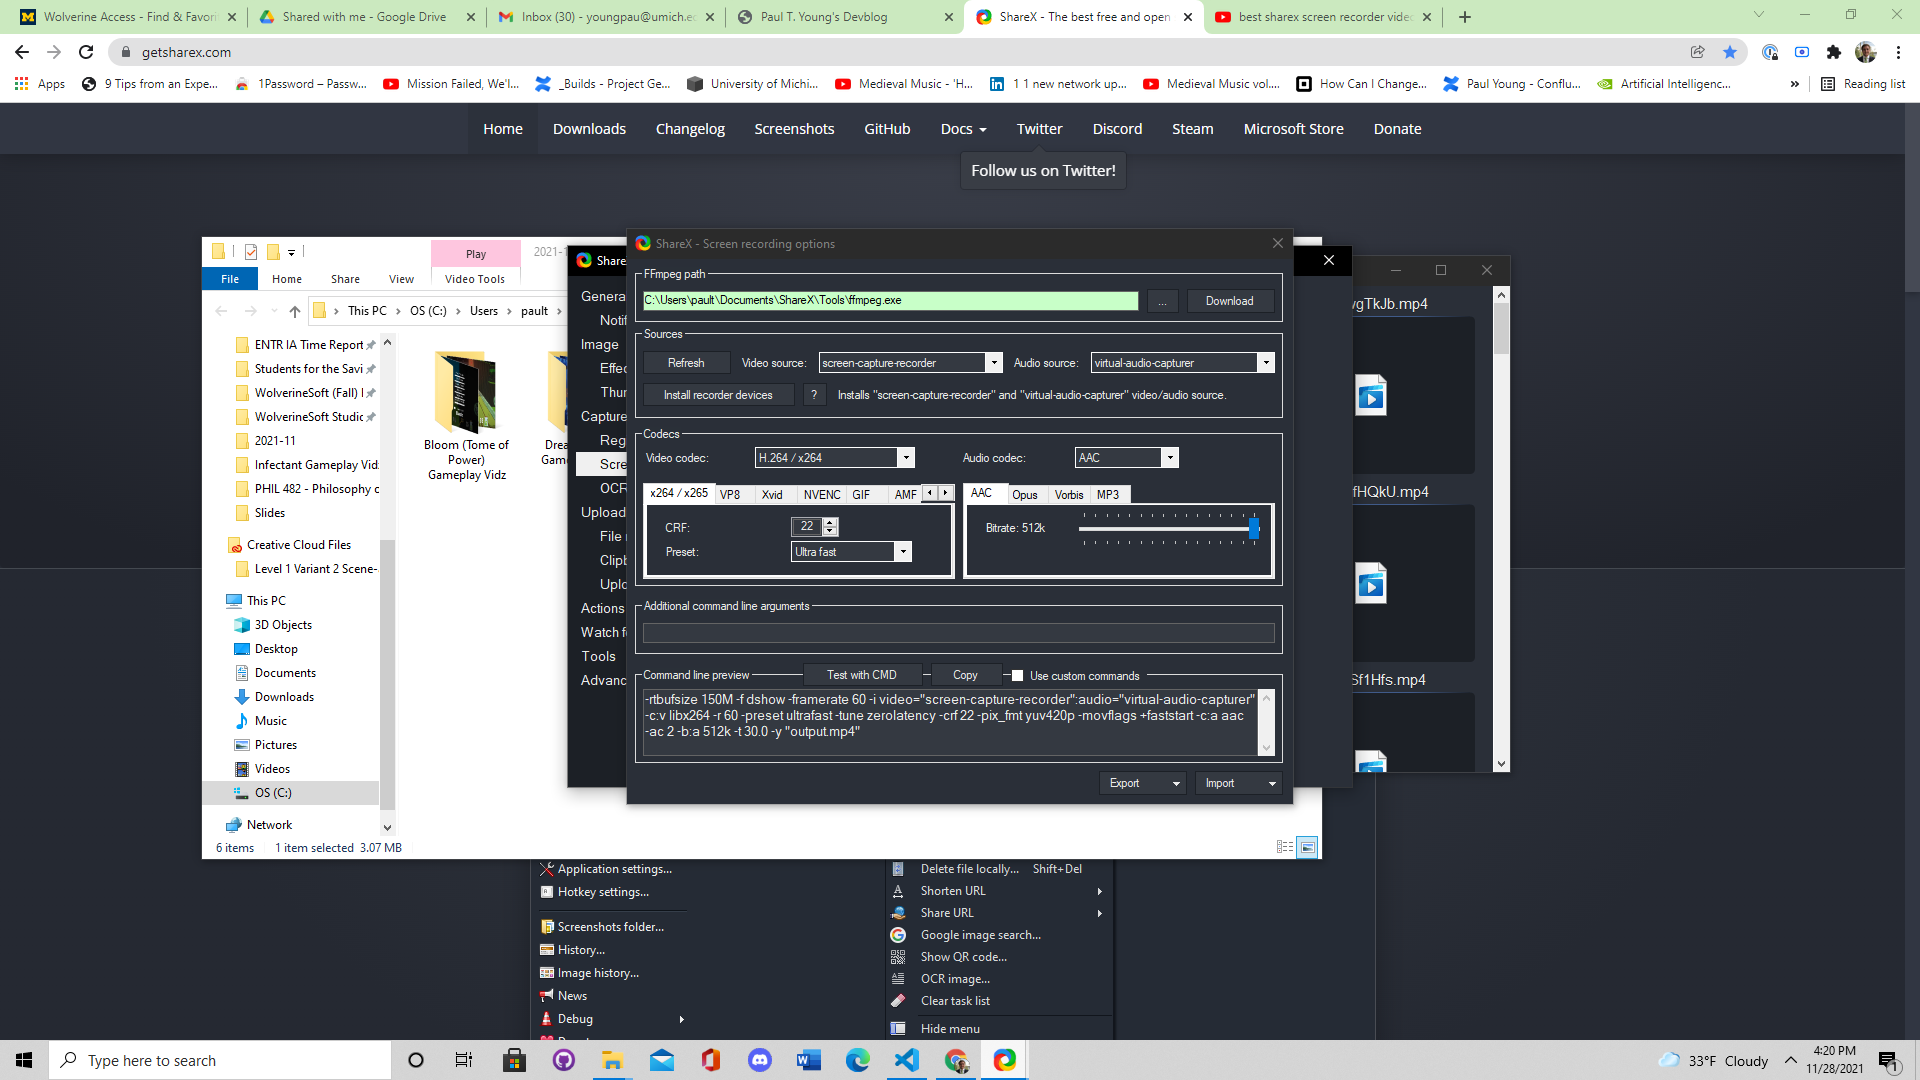 Wolverine Access - Find & Favori
Shared with me - Google Drive
Inbox (30) - youngpau@umich.ec
Paul T. Young's Devblog
ShareX - The best free and open
best sharex screen recorder vide
getsharex.com
Apps
9 Tips from an Expe...
1Password – Passw...
Mission Failed, We'l...
_Builds - Project Ge...
University of Michi...
Medieval Music - 'H...
1 1 new network up...
Medieval Music vol....
How Can I Change...
Paul Young - Conflu...
Artificial Intelligenc...
»
Reading list
Home
Downloads
Changelog
Screenshots
GitHub
Docs
Twitter
Discord
Steam
Microsoft Store
Donate
Follow us on Twitter!
Play
2021-1
File
Home
Share
View
Video Tools
This PC
OS (C:)
Users
pault
ENTR IA Time Report
Students for the Savi
WolverineSoft (Fall) I
WolverineSoft Studic
2021-11
Infectant Gameplay Vid
PHIL 482 - Philosophy c
Slides
Creative Cloud Files
Level 1 Variant 2 Scene-
This PC
3D Objects
Desktop
Documents
Downloads
Music
Pictures
Videos
OS (C:)
Network
6 items
1 item selected 3.07 MB
Bloom (Tome of
Power)
Gameplay Vidz
Drea
Game
Share
Genera
Notif
Image
Effec
Thum
Capture
Reg
Scre
OCR
Upload
File
Clipb
Uplo
Actions
Watch f
Tools
Advanc
ShareX - Screen recording options
FFmpeg path
C:\Users\pault\Documents\ShareX\Tools\ffmpeg.exe
...
Download
Sources
Refresh
Video source:
screen-capture-recorder
Audio source:
virtual-audio-capturer
Install recorder devices
?
Installs "screen-capture-recorder" and "virtual-audio-capturer" video/audio source.
Codecs
Video codec:
H.264 / x264
Audio codec:
AAC
x264 / x265
VP8
Xvid
NVENC
GIF
AMF
AAC
Opus
Vorbis
MP3
CRF:
22
Preset:
Ultra fast
Bitrate: 512k
Additional command line arguments
Command line preview
Test with CMD
Copy
Use custom commands
-rtbufsize 150M -f dshow -framerate 60 -i video="screen-capture-recorder":audio="virtual-audio-capturer"
-c:v libx264 -r 60 -preset ultrafast -tune zerolatency -crf 22 -pix_fmt yuv420p -movflags +faststart -c:a aac
-ac 2 -b:a 512k -t 30.0 -y "output.mp4"
Export
Import
vgTkJb.mp4
fHQkU.mp4
Sf1Hfs.mp4
Application settings...
Hotkey settings...
Screenshots folder...
History...
Image history...
News
Debug
Delete file locally... Shift+Del
Shorten URL
Share URL
Google image search...
Show QR code...
OCR image...
Clear task list
Hide menu
Type here to search
33°F Cloudy
4:20 PM
11/28/2021
1